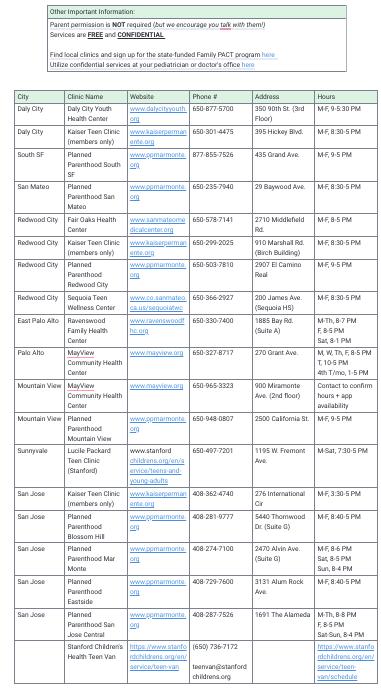 Other Important Information:
Parent permission is NOT required (but we encourage you talk with them!)
Services are FREE and CONFIDENTIAL
Find local clinics and sign up for the state-funded Family PACT program here
Utilize confidential services at your pediatrician or doctor's office here
City Clinic Name Website Phone # Address Hours
Daly City Daly City Youth www.dalycityyouth. 650-877-5700 350 90th St. (3rd M-F, 9-5:30 PM
Health Center org Floor)
Daly City Kaiser Teen Clinic www.kaiserperman 650-301-4475 395 Hickey Blvd. M-F, 8:30-5 PM
(members only) ente.org
South SF Planned www.ppmarmonte. 877-855-7526 435 Grand Ave. M-F, 9-5 PM
Parenthood South org
SF
San Mateo Planned www.ppmarmonte. 650-235-7940 29 Baywood Ave. M-F, 8:30-5 PM
Parenthood San org
Mateo
Redwood City Fair Oaks Health www.sanmateome 650-578-7141 2710 Middlefield M-F, 8-5 PM
Center dicalcenter.org Rd.
Redwood City Kaiser Teen Clinic www.kaiserperman 650-299-2025 910 Marshall Rd. M-F, 8:30-5 PM
(members only) ente.org (Birch Building)
Redwood City Planned www.ppmarmonte. 650-503-7810 2907 El Camino M-F, 9-5 PM
Parenthood org Real
Redwood City
Redwood City Sequoia Teen www.co.sanmateo. 650-366-2927 200 James Ave. M-F, 8:30-5 PM
Wellness Center ca.us/sequoiatwc (Sequoia HS)
East Palo Alto Ravenswood www.ravenswoodf 650-330-7400 1885 Bay Rd. M-Th, 8-7 PM
Family Health hc.org (Suite A) F, 8-5 PM
Center Sat, 8-1 PM
Palo Alto MayView www.mayview.org 650-327-8717 270 Grant Ave. M, W, Th, F, 8-5 PM
Community Health T, 10-5 PM
Center 4th T/mo, 1-5 PM
Mountain View MayView www.mayview.org 650-965-3323 900 Miramonte Contact to confirm
Community Health Ave. (2nd floor) hours + app
Center availability
Mountain View Planned www.ppmarmonte. 650-948-0807 2500 California St. M-F, 9-5 PM
Parenthood org
Mountain View
Sunnyvale Lucile Packard www.stanford 650-497-7201 1195 W. Fremont M-Sat, 7:30-5 PM
Teen Clinic childrens.org/en/s Ave.
(Stanford) ervice/teens-and
young-adults
San Jose Kaiser Teen Clinic www.kaiserperman 408-362-4740 276 International M-F, 3:30-5 PM
(members only) ente.org Cir
San Jose Planned www.ppmarmonte. 408-281-9777 5440 Thornwood M-F, 8:40-5 PM
Parenthood org Dr. (Suite G)
Blossom Hill
San Jose Planned www.ppmarmonte. 408-274-7100 2470 Alvin Ave. M-F, 8-6 PM
Parenthood Mar org (Suite G) Sat, 8-5 PM
Monte Sun, 8-4 PM
San Jose Planned www.ppmarmonte. 408-729-7600 3131 Alum Rock M-F, 8:40-5 PM
Parenthood org Ave.
Eastside
San Jose Planned www.ppmarmonte. 408-287-7526 1691 The Alameda M-Th, 8-8 PM
Parenthood San org F, 8-5 PM
Jose Central Sat-Sun, 8-4 PM
Stanford Children's https://www.stanfo (650) 736-7172 https://www.stanfo
Health Teen Van rdchildrens.org/en/ rdchildrens.org/en/
service/teen-van teenvan@stanford service/teen-
childrens.org van/schedule